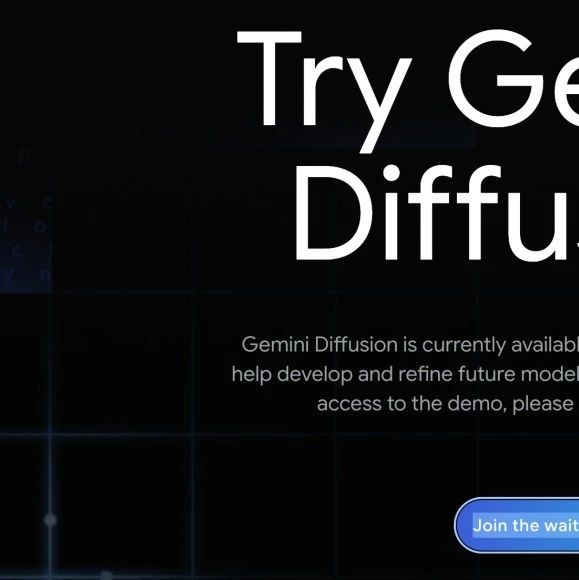 Try Ge
Diffus
Gemini Diffusion is currently availabl
help develop and refine future model
access to the demo, please
Join the wait